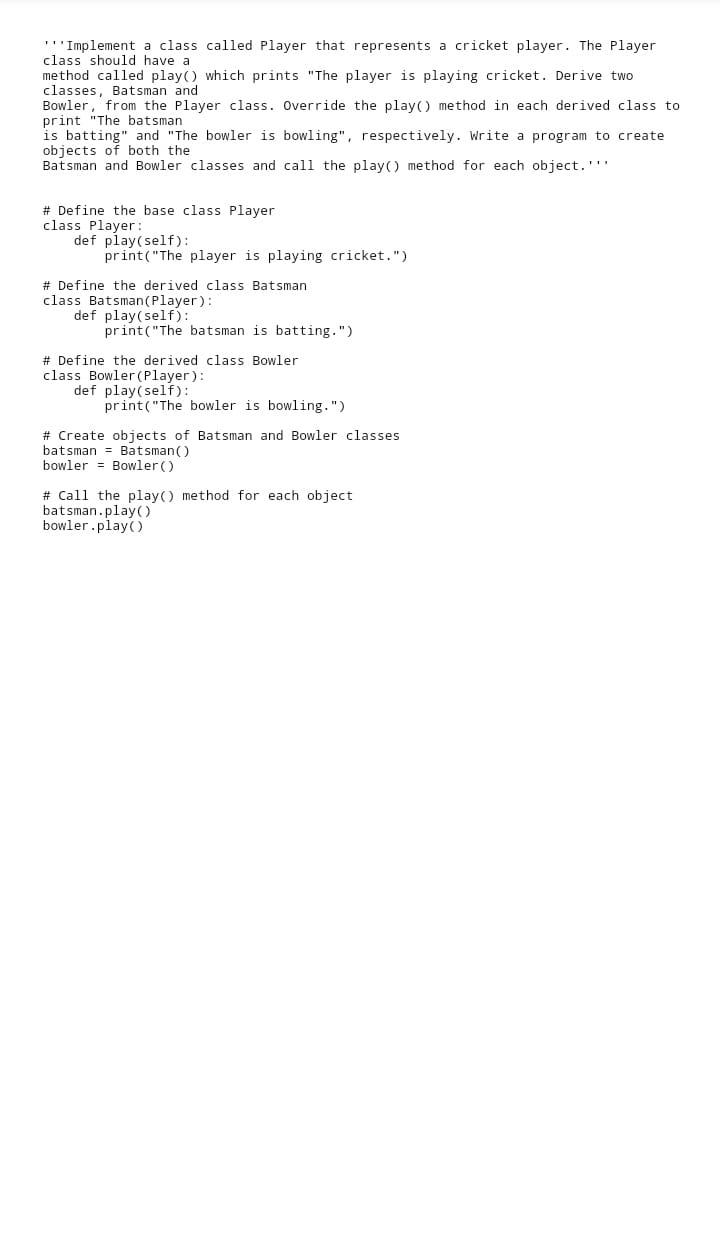 '''Implement a class called Player that represents a cricket player. The Player
class should have a
method called play() which prints "The player is playing cricket. Derive two
classes, Batsman and
Bowler, from the Player class. Override the play() method in each derived class to
print "The batsman
is batting" and "The bowler is bowling", respectively. Write a program to create
objects of both the
Batsman and Bowler classes and call the play() method for each object.'''

# Define the base class Player
class Player:
    def play(self):
        print("The player is playing cricket.")

# Define the derived class Batsman
class Batsman(Player):
    def play(self):
        print("The batsman is batting.")

# Define the derived class Bowler
class Bowler(Player):
    def play(self):
        print("The bowler is bowling.")

# Create objects of Batsman and Bowler classes
batsman = Batsman()
bowler = Bowler()

# Call the play() method for each object
batsman.play()
bowler.play()